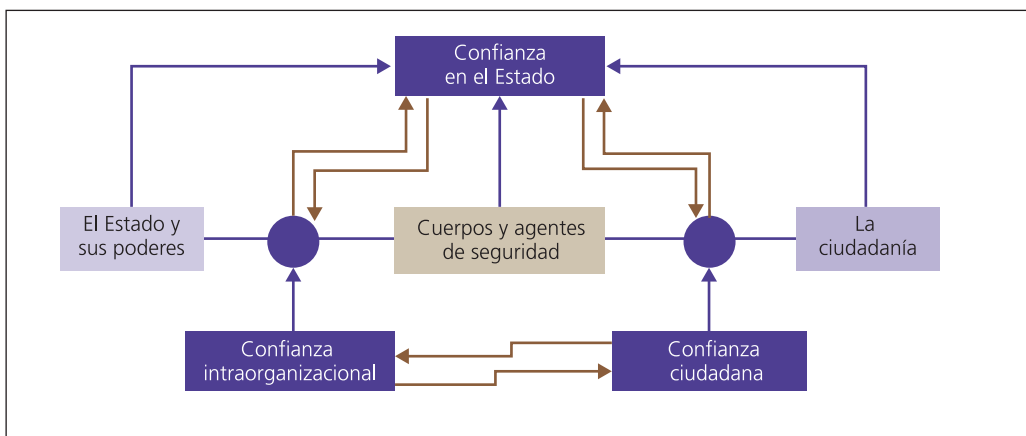 Confianza
en el Estado
El Estado y
sus poderes
Cuerpos y agentes
de seguridad
La
ciudadanía
Confianza
intraorganizacional
Confianza
ciudadana